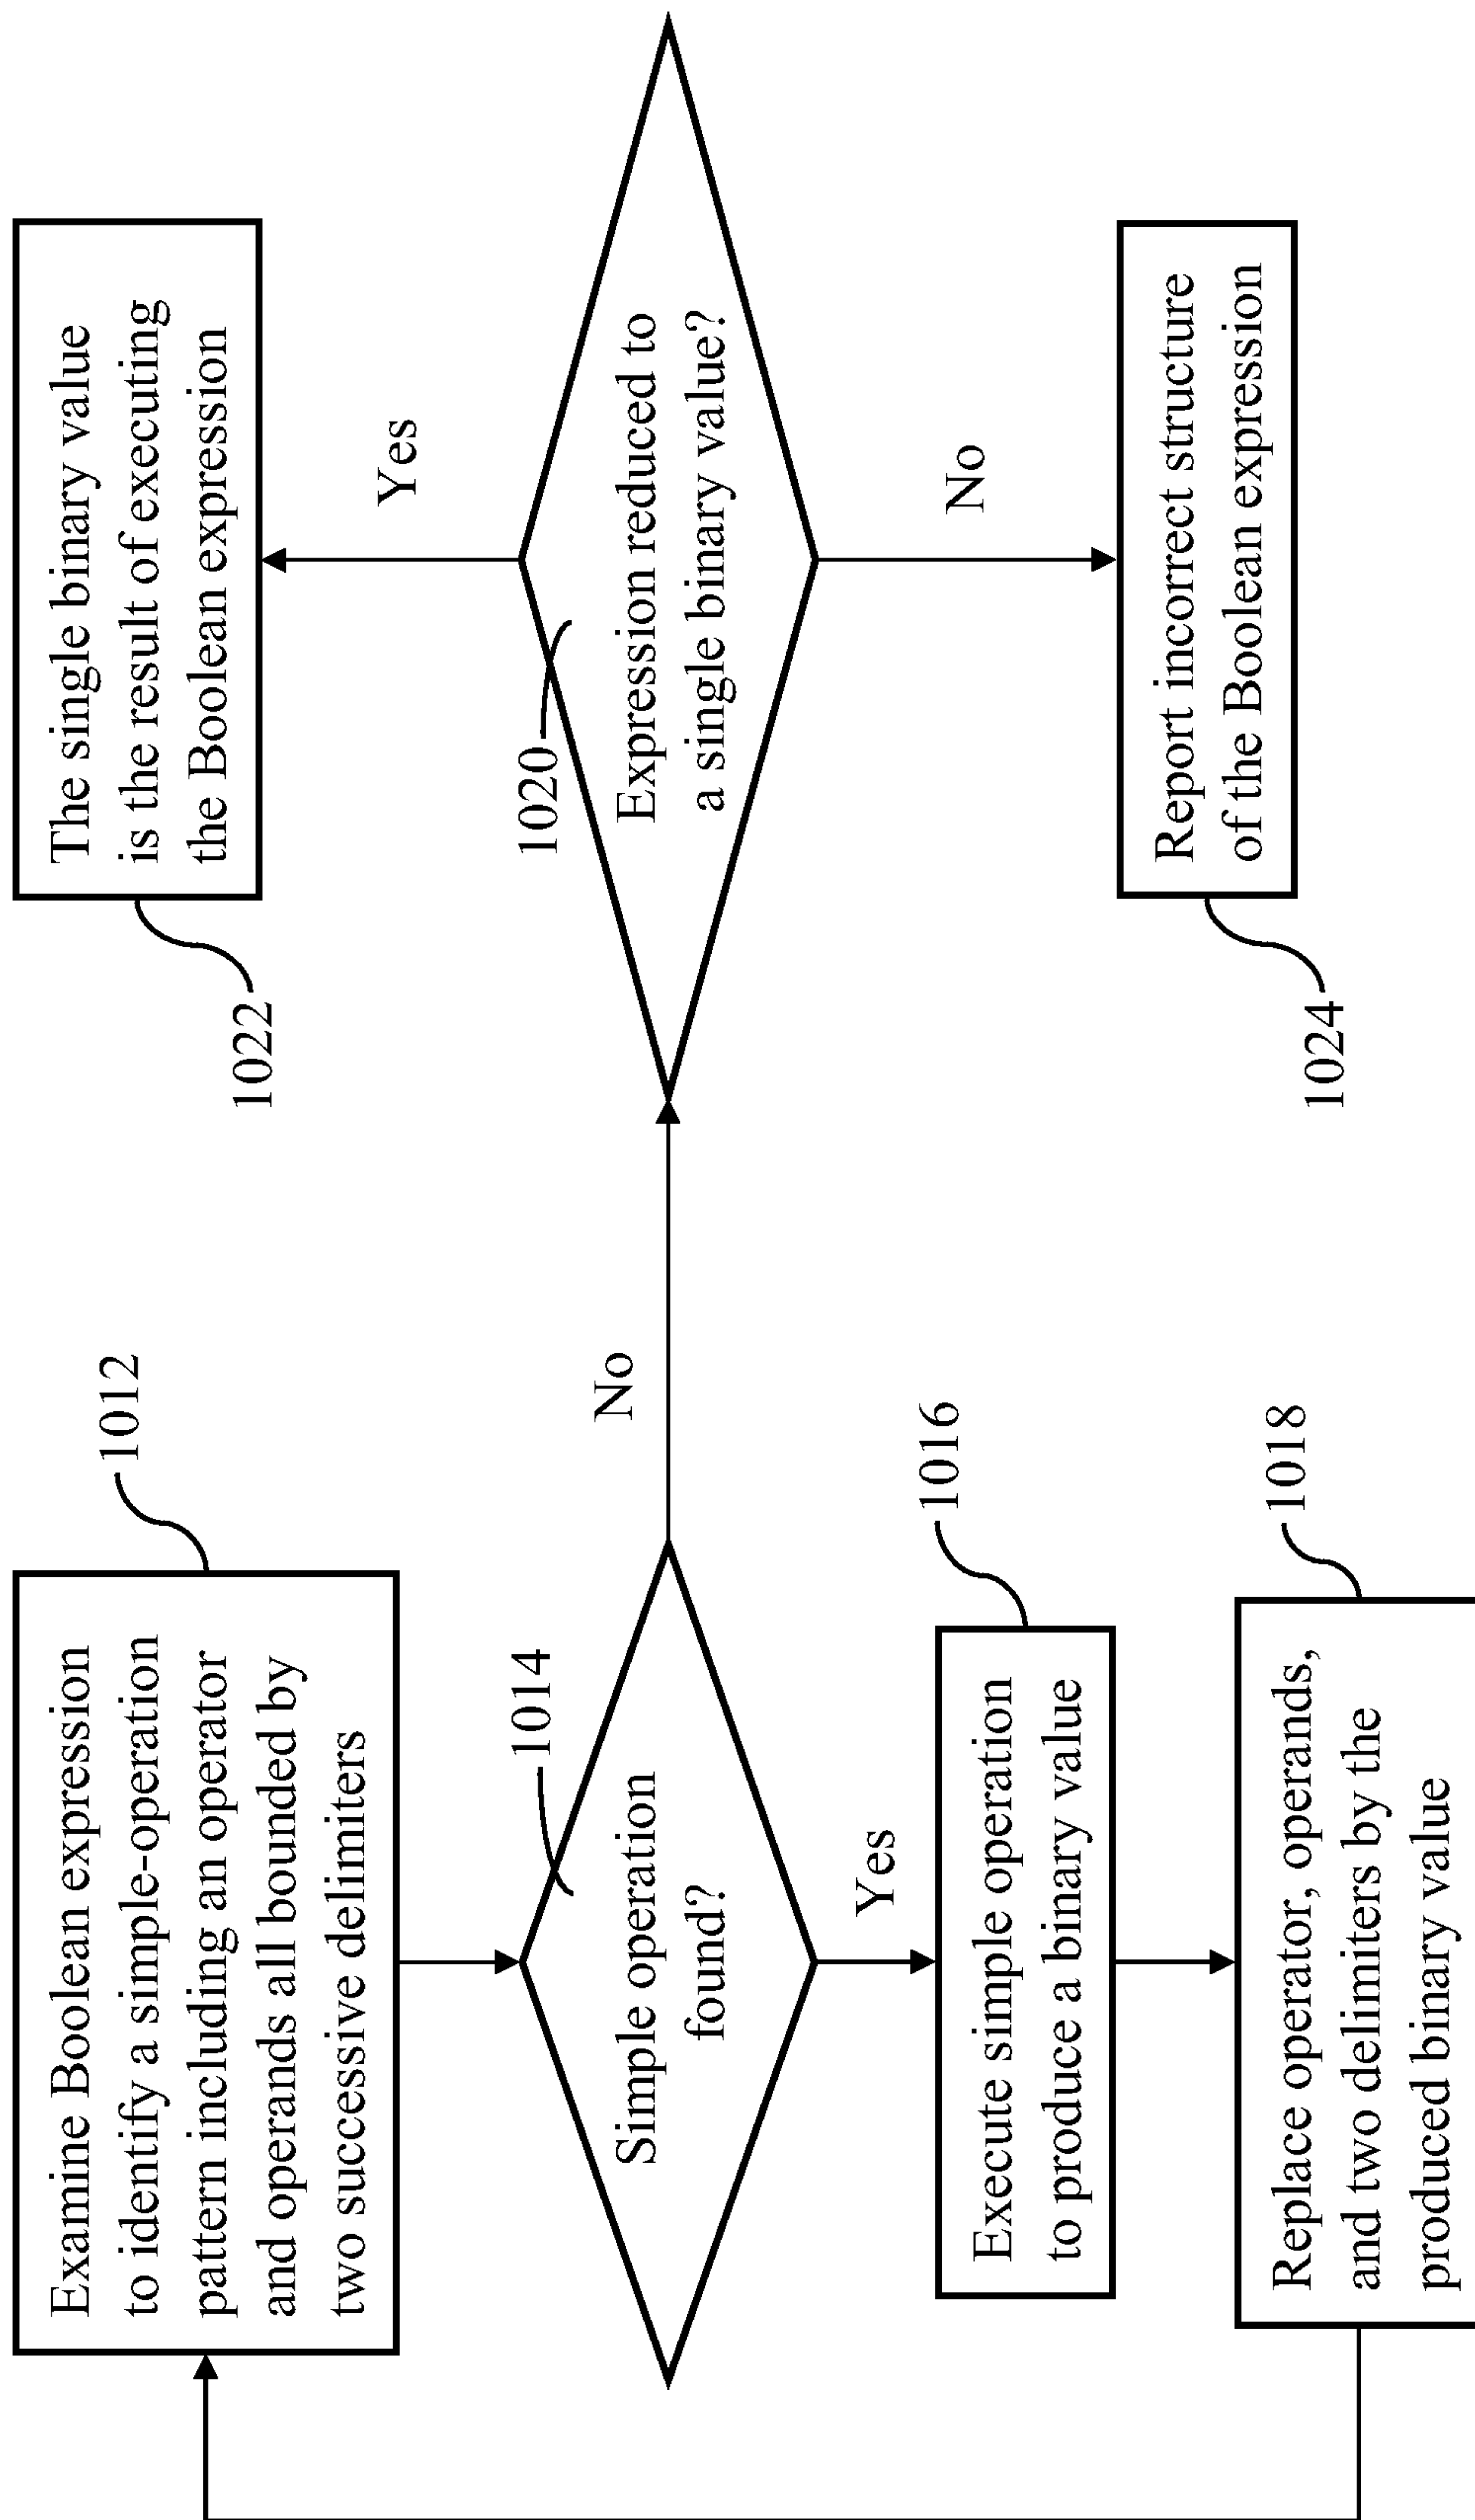 Examine Boolean expression
to identify a simple-operation
pattern including an operator
and operands all bounded by
two successive delimiters
1012
Simple operation
found?
1014
No
Yes
Execute simple operation
to produce a binary value
1016
Replace operator, operands,
and two delimiters by the
produced binary value
1018
The single binary value
is the result of executing
the Boolean expression
1022
Yes
1020
Expression reduced to
a single binary value?
No
Report incorrect structure
of the Boolean expression
1024